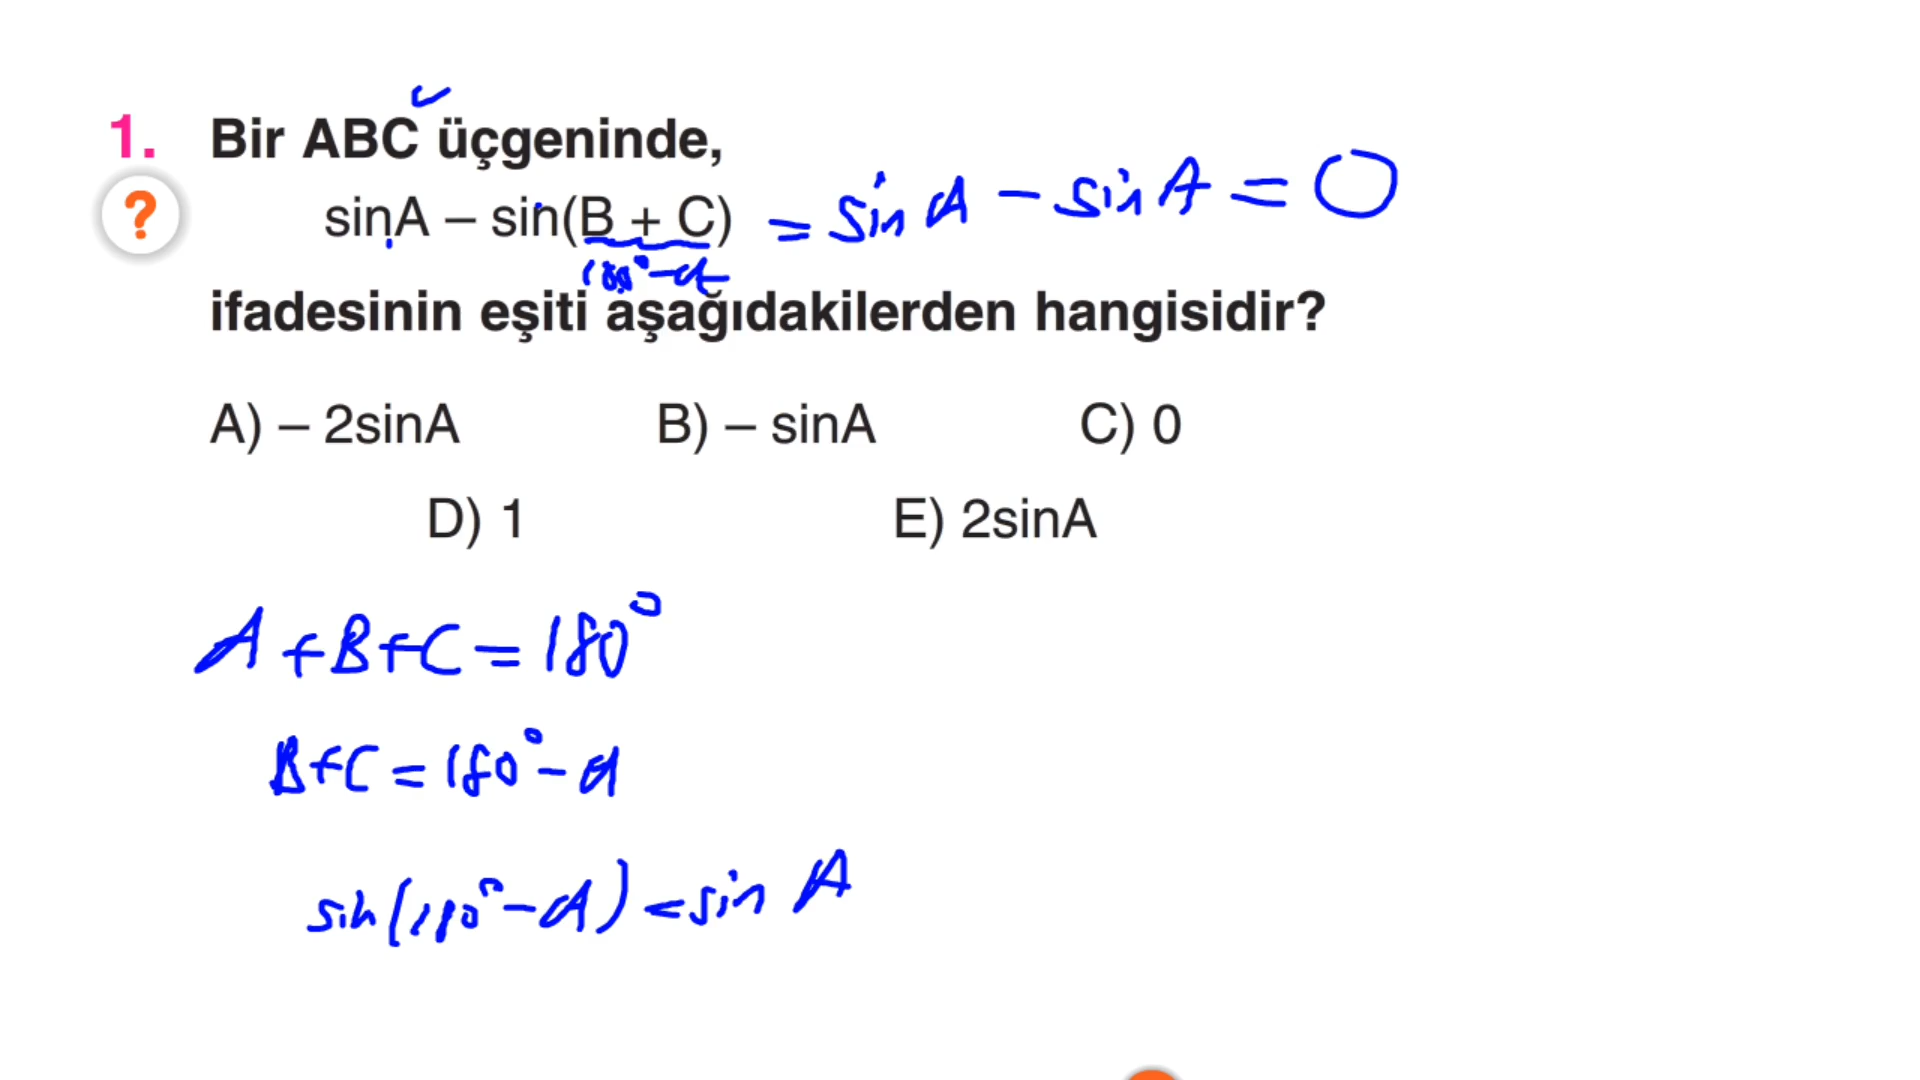 1. Bir ABC üçgeninde,
?
sinA – sin(B + C) = sin A – sin A = 0
180° – A
ifadesinin eşiti aşağıdakilerden hangisidir?
A) – 2sinA B) – sinA C) 0
D) 1 E) 2sinA
A + B + C = 180°
B + C = 180° – A
sin(180° – A) = sin A